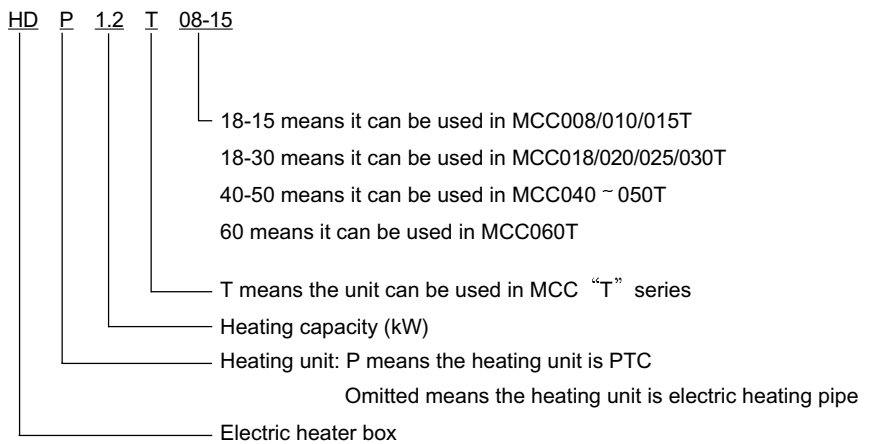 HD P 1.2 T 08-15
18-15 means it can be used in MCC008/010/015T
18-30 means it can be used in MCC018/020/025/030T
40-50 means it can be used in MCC040 ~ 050T
60 means it can be used in MCC060T
T means the unit can be used in MCC “T” series
Heating capacity (kW)
Heating unit: P means the heating unit is PTC
Omitted means the heating unit is electric heating pipe
Electric heater box